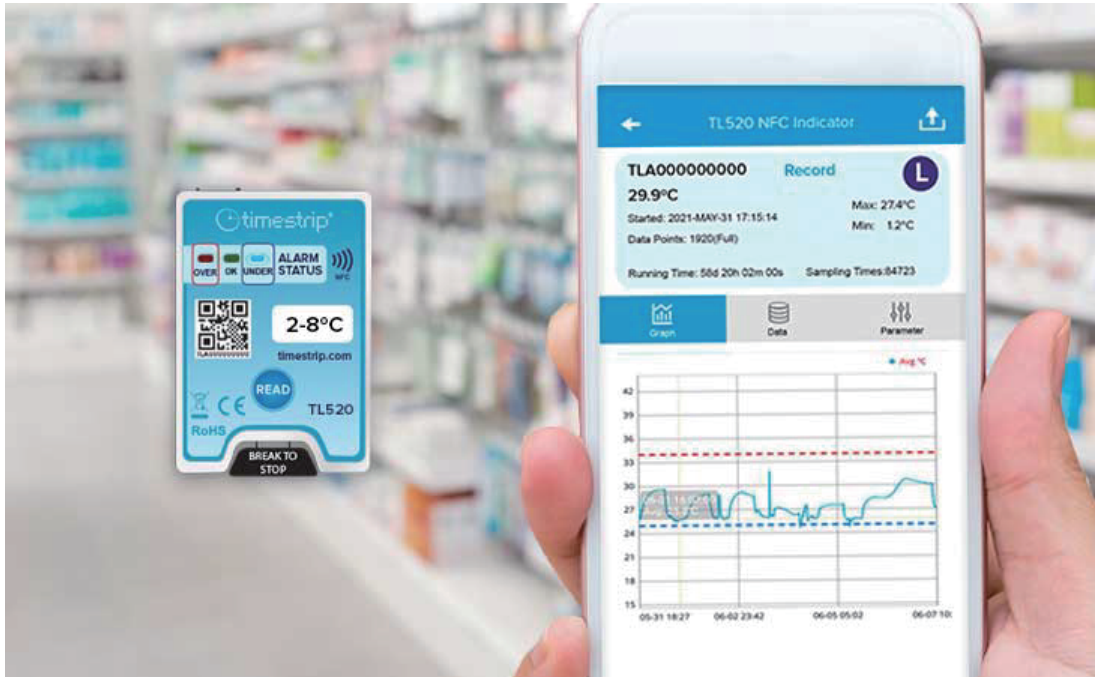 timestrip®
OVER OK UNDER
ALARM STATUS
NFC
2-8°C
timestrip.com
READ
CE
TL520
RoHS
BREAK TO
STOP
TL520 NFC Indicator
TLA000000000 Record L
29.9°C
Max: 27.4°C
Started: 2021-MAY-31 17:15:14
Min: 1.2°C
Data Points: 1920(Full)
Running Time: 58d 20h 02m 00s Sampling Times:84723
Graph Data Parameter
Avg °C
42
39
36
33
30
27
24
21
18
15
05-31 18:27 06-02 23:42 06-05 05:02 06-07 10: